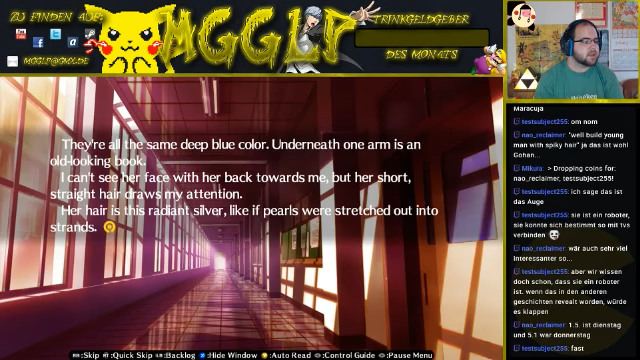 ZU FINDEN AUF:
MGGLP@GMX.DE
MGGLP
TRINKGELDGEBER
DES MONATS
They're all the same deep blue color. Underneath one arm is an
old-looking book.
I can't see her face with her back towards me, but her short,
straight hair draws my attention.
Her hair is this radiant silver, like if pearls were stretched out into
strands.
:Skip
:Quick Skip
:Backlog
:Hide Window
:Auto Read
:Control Guide
:Pause Menu
Maracuja
testsubject255: om nom
nao_reclaimer: "well build young
man with spiky hair" ja das ist wohl
Gohan...
Mikura: > Dropping coins for:
nao_reclaimer, testsubject255!
testsubject255: ich sage das ist
das Auge
testsubject255: sie ist ein roboter,
sie konnte sich bestimmt so mit tvs
verbinden
nao_reclaimer: wär auch sehr viel
interessanter so...
testsubject255: aber wir wissen
doch schon, dass sie ein roboter
ist. wenn das in den
anderen geschichten revealt worden, würde
es klappen
nao_reclaimer: 1.5. ist dienstag
und 5.1 war donnerstag
testsubject255: fast